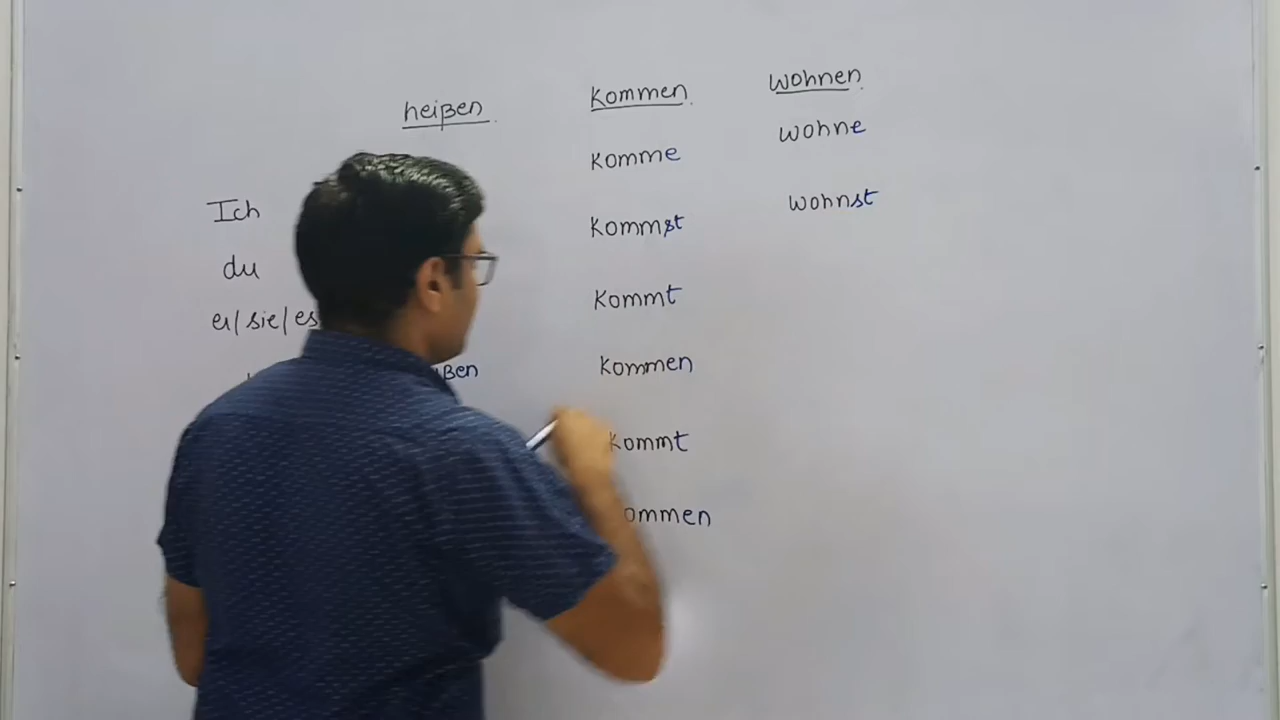 heißen kommen wohnen
komme wohne
Ich kommst wohnst
du
er/sie/es kommt
ßen kommen
kommt
ommen